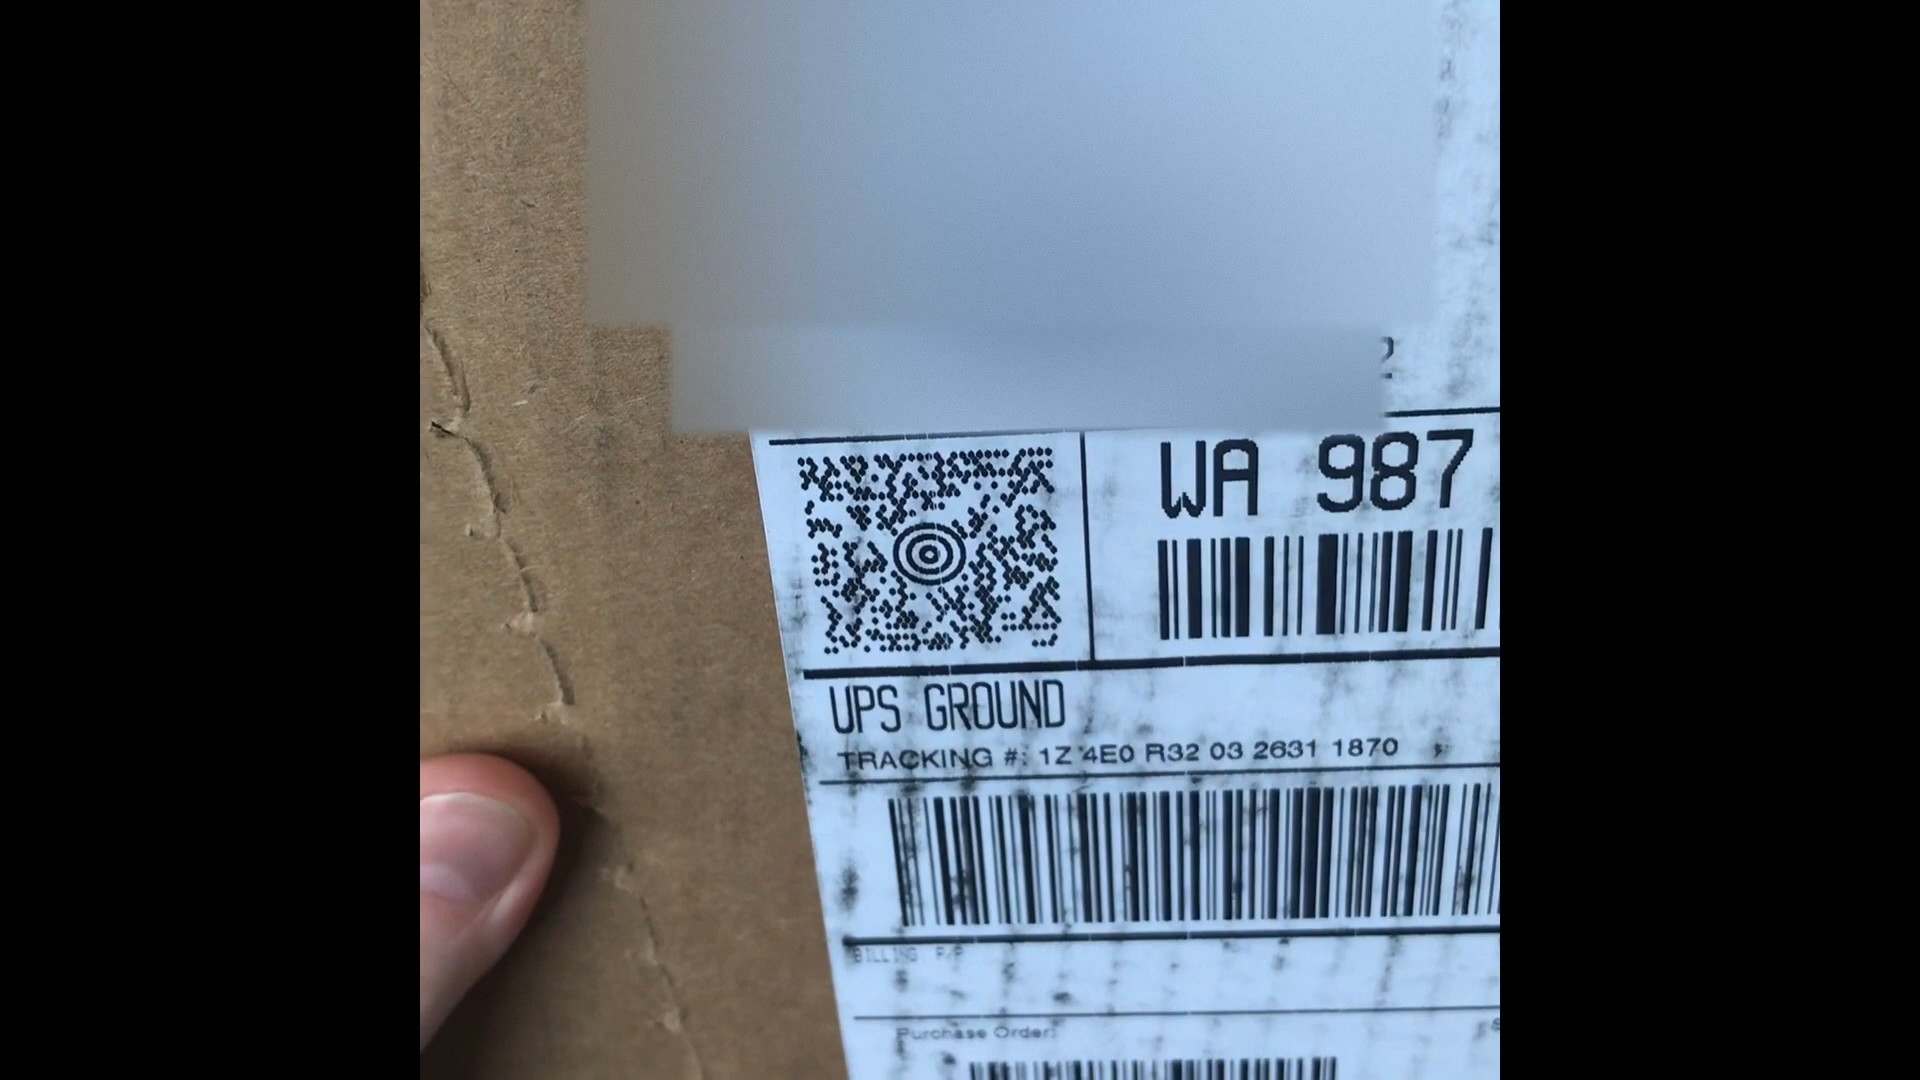 WA 987
UPS GROUND
TRACKING #: 1Z 4E0 R32 03 2631 1870
BILLING P/P
Purchase Order: